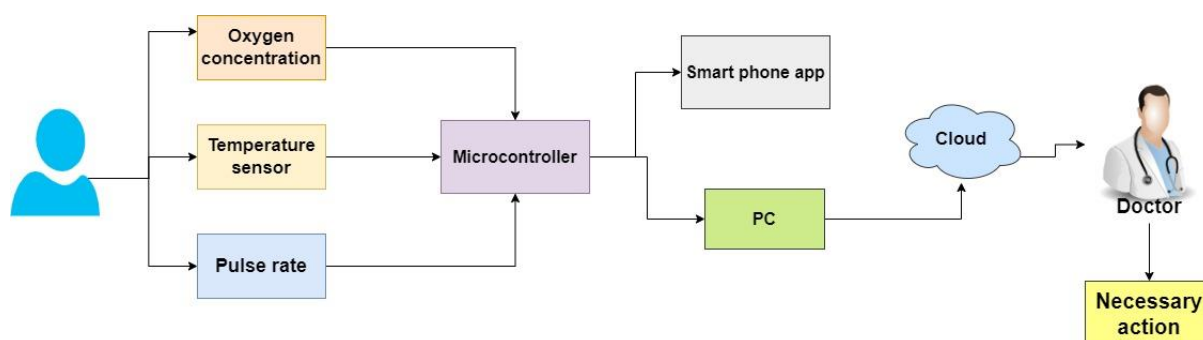 Oxygen
concentration
Temperature
sensor
Pulse rate
Microcontroller
Smart phone app
PC
Cloud
Doctor
Necessary
action